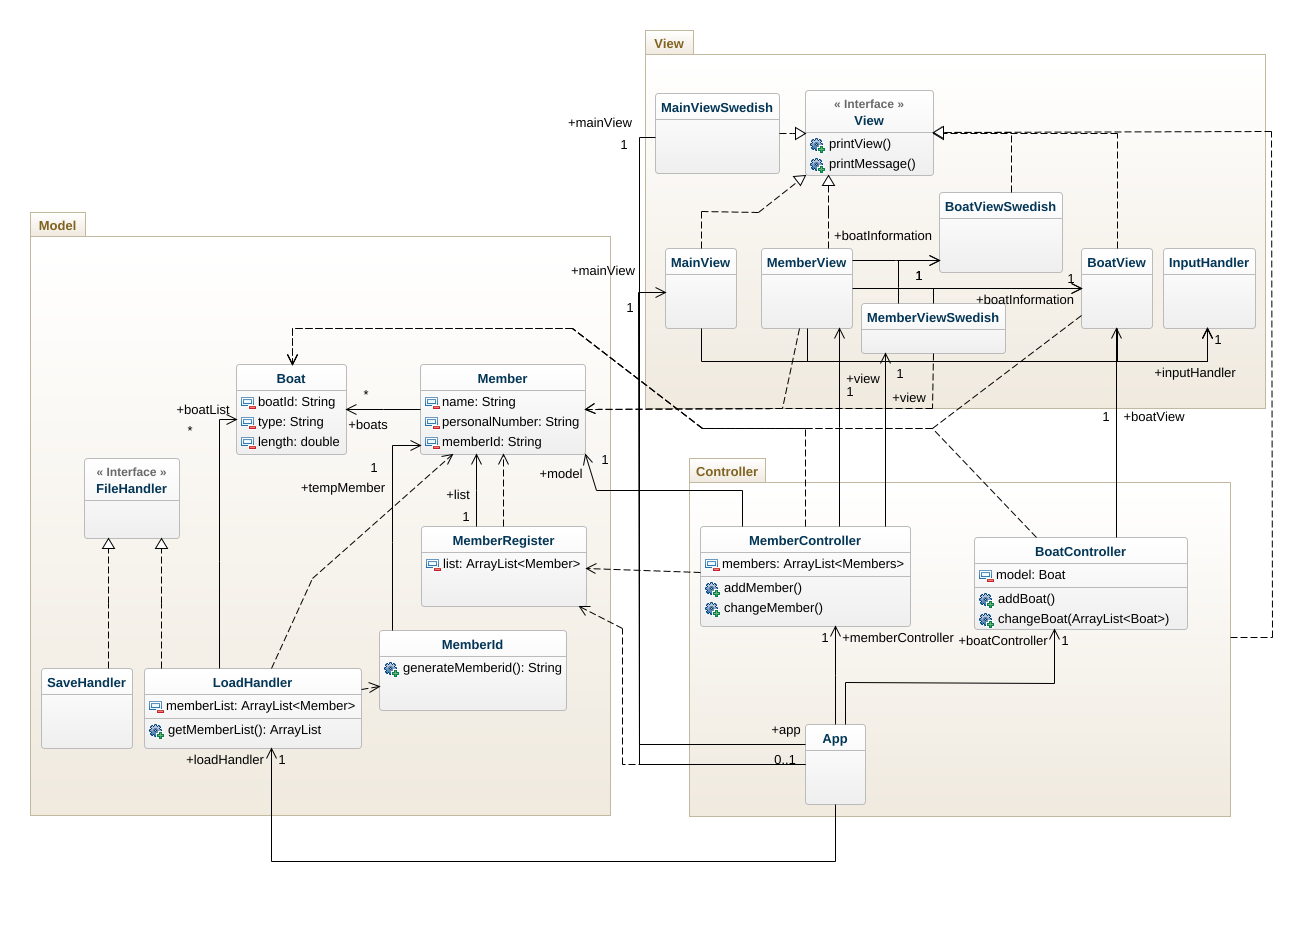 View
MainViewSwedish
« Interface »
View
printView()
printMessage()
+mainView
1
BoatViewSwedish
+boatInformation
Model
MainView
MemberView
BoatView
InputHandler
+mainView
1
1
1
+boatInformation
MemberViewSwedish
1
+inputHandler
Boat
boatId: String
type: String
length: double
Member
name: String
personalNumber: String
memberId: String
*
+boats
+boatList
*
+view
1
1
+view
1
+boatView
« Interface »
FileHandler
1
+tempMember
+model
1
Controller
+list
1
MemberRegister
list: ArrayList<Member>
MemberController
members: ArrayList<Members>
addMember()
changeMember()
BoatController
model: Boat
addBoat()
changeBoat(ArrayList<Boat>)
1
+memberController
+boatController
1
MemberId
generateMemberid(): String
SaveHandler
LoadHandler
memberList: ArrayList<Member>
getMemberList(): ArrayList
+loadHandler
1
+app
0..1
App